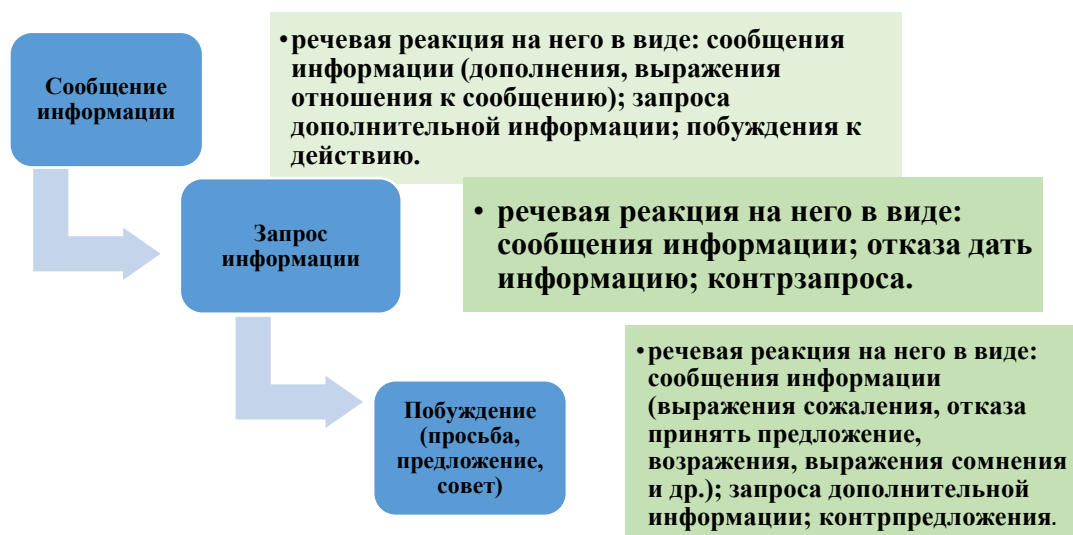 Сообщение
информации
•речевая реакция на него в виде: сообщения
информации (дополнения, выражения
отношения к сообщению); запроса
дополнительной информации; побуждения к
действию.
Запрос
информации
• речевая реакция на него в виде:
сообщения информации; отказа дать
информацию; контрзапроса.
Побуждение
(просьба,
предложение,
совет)
•речевая реакция на него в виде:
сообщения информации
(выражения сожаления, отказа
принять предложение,
возражения, выражения сомнения
и др.); запроса дополнительной
информации; контрпредложения.